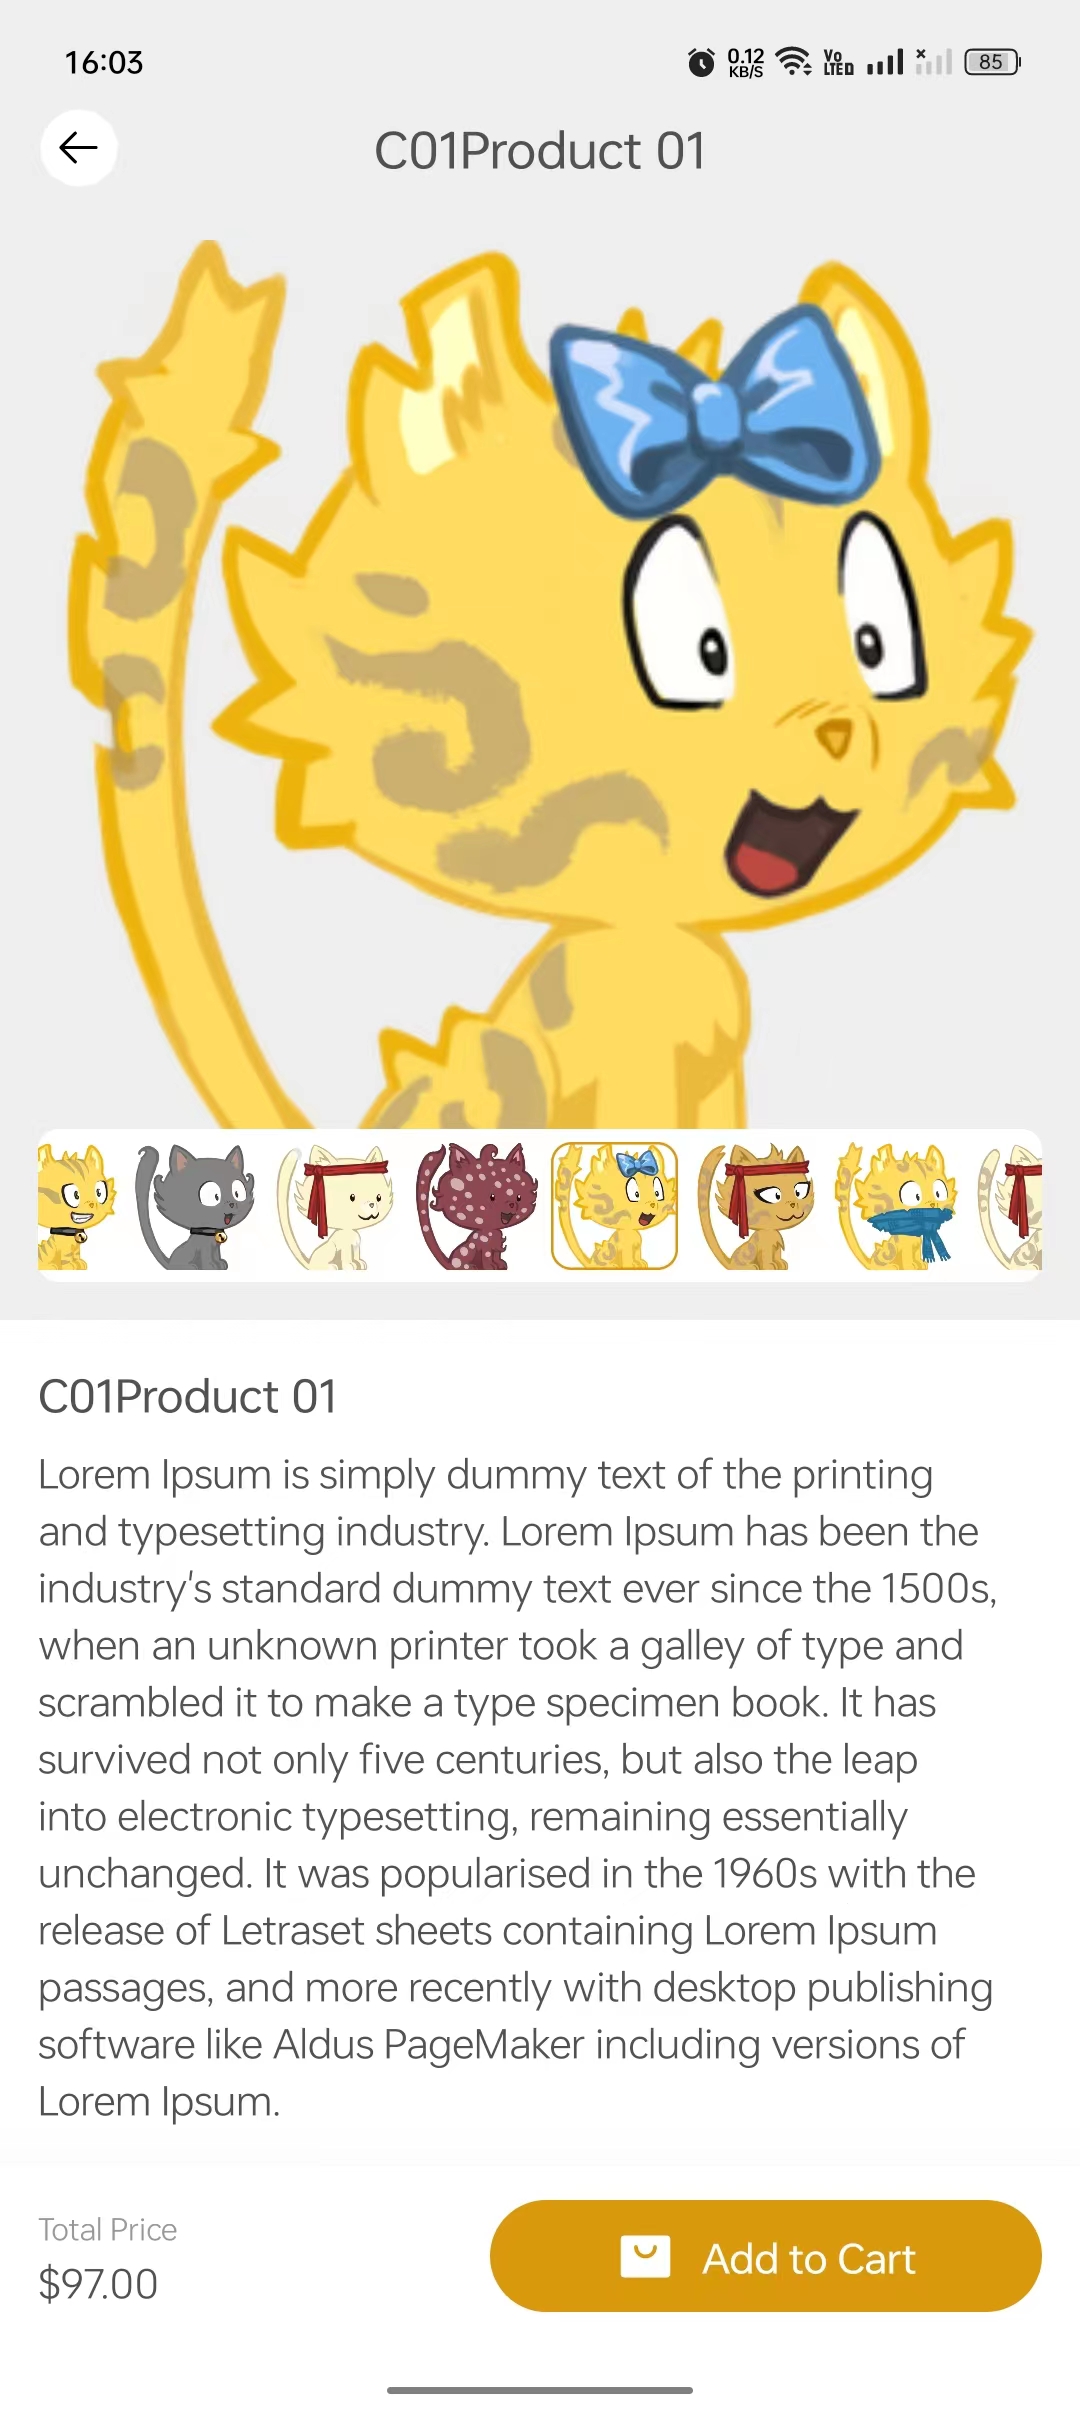 16:03
0.12
KB/S
Vo
LTE
85
C01Product 01
C01Product 01
Lorem Ipsum is simply dummy text of the printing
and typesetting industry. Lorem Ipsum has been the
industry's standard dummy text ever since the 1500s,
when an unknown printer took a galley of type and
scrambled it to make a type specimen book. It has
survived not only five centuries, but also the leap
into electronic typesetting, remaining essentially
unchanged. It was popularised in the 1960s with the
release of Letraset sheets containing Lorem Ipsum
passages, and more recently with desktop publishing
software like Aldus PageMaker including versions of
Lorem Ipsum.
Total Price
$97.00
Add to Cart